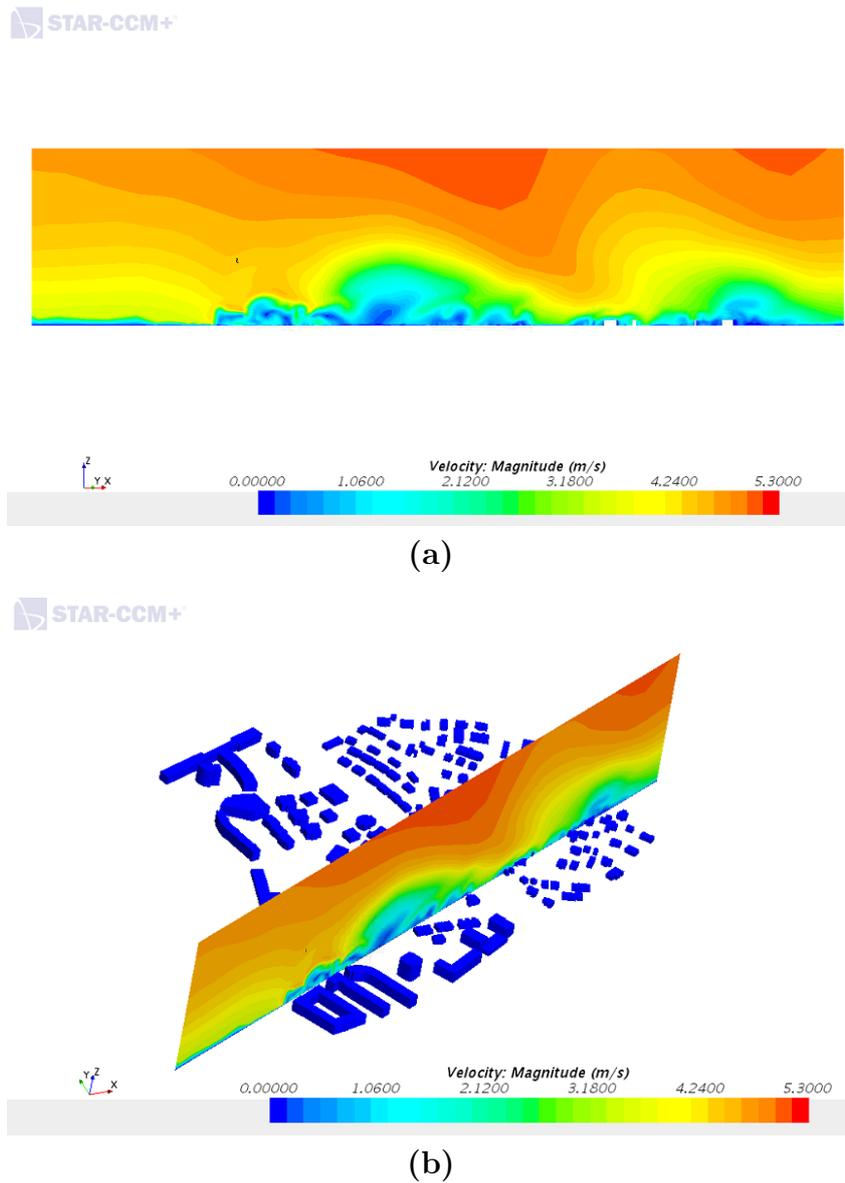 STAR-CCM+
Z
Y X
Velocity: Magnitude (m/s)
0.00000 1.0600 2.1200 3.1800 4.2400 5.3000
(a)
STAR-CCM+
Y Z
X
Velocity: Magnitude (m/s)
0.00000 1.0600 2.1200 3.1800 4.2400 5.3000
(b)